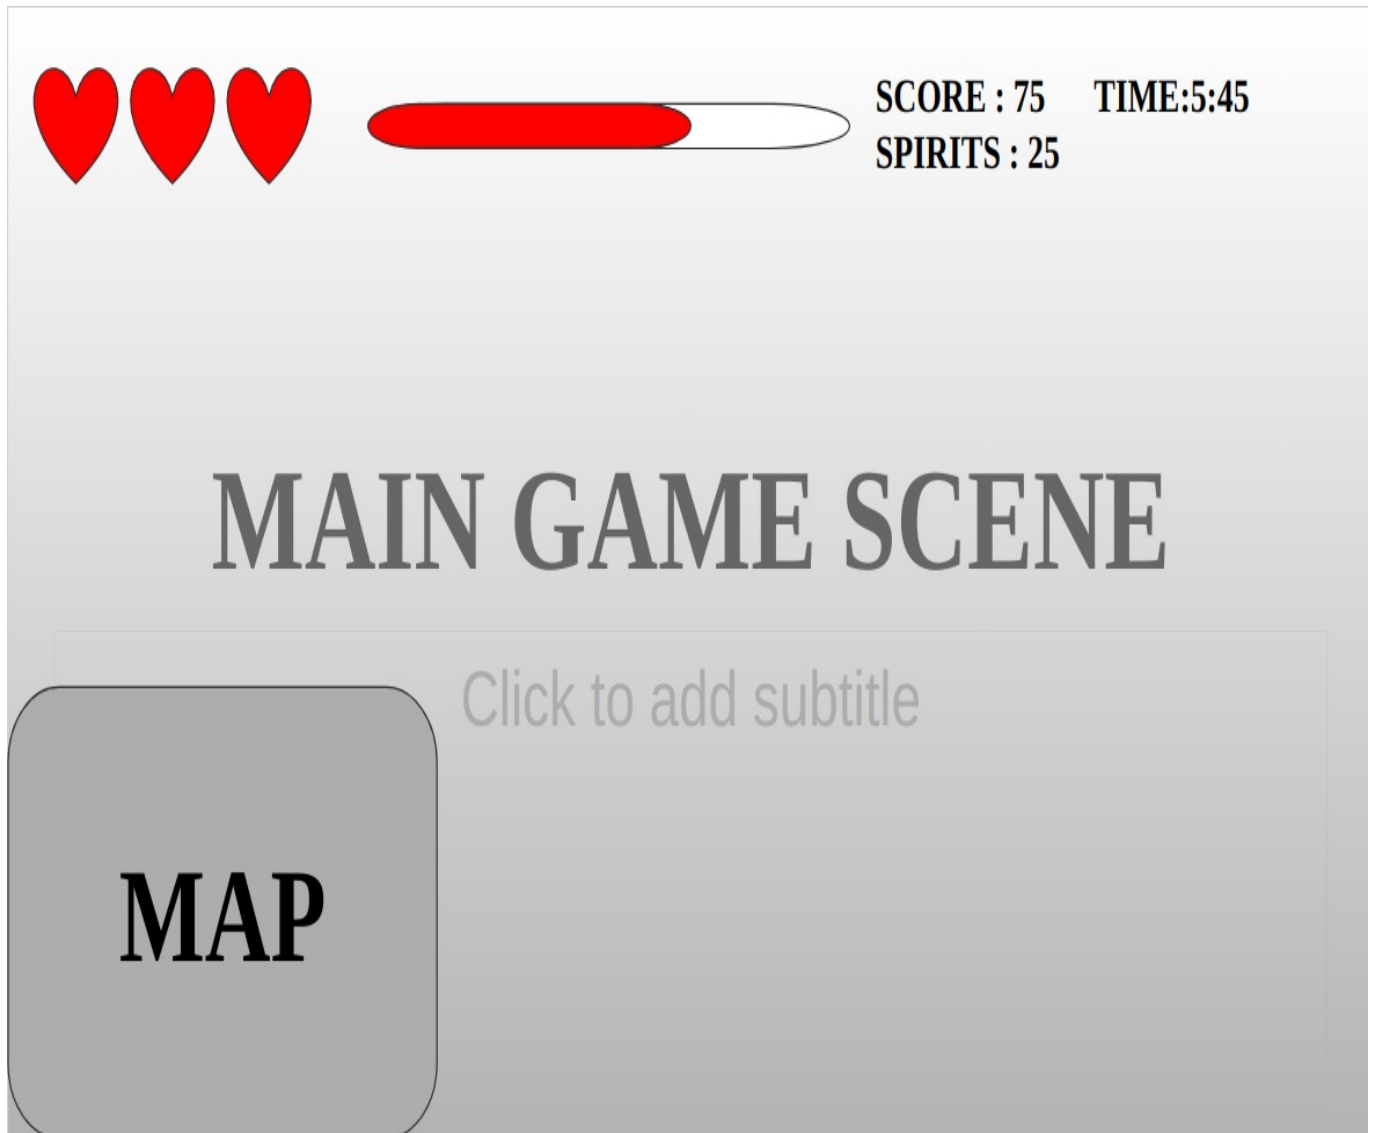 SCORE : 75 TIME:5:45
SPIRITS : 25
MAIN GAME SCENE
Click to add subtitle
MAP